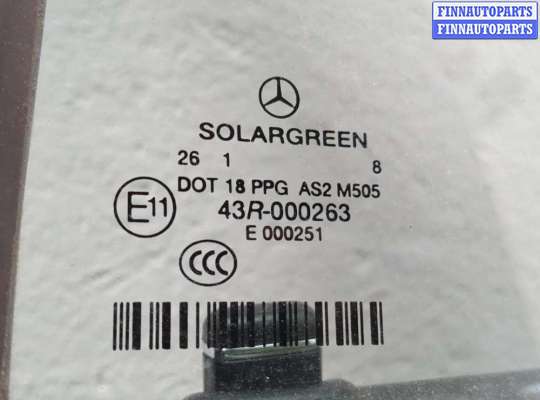 FINNAUTOPARTS
FINNAUTOPARTS
SOLARGREEN
26 1 8
DOT 18 PPG AS2 M505
E11 43R-000263
E 000251
CCC